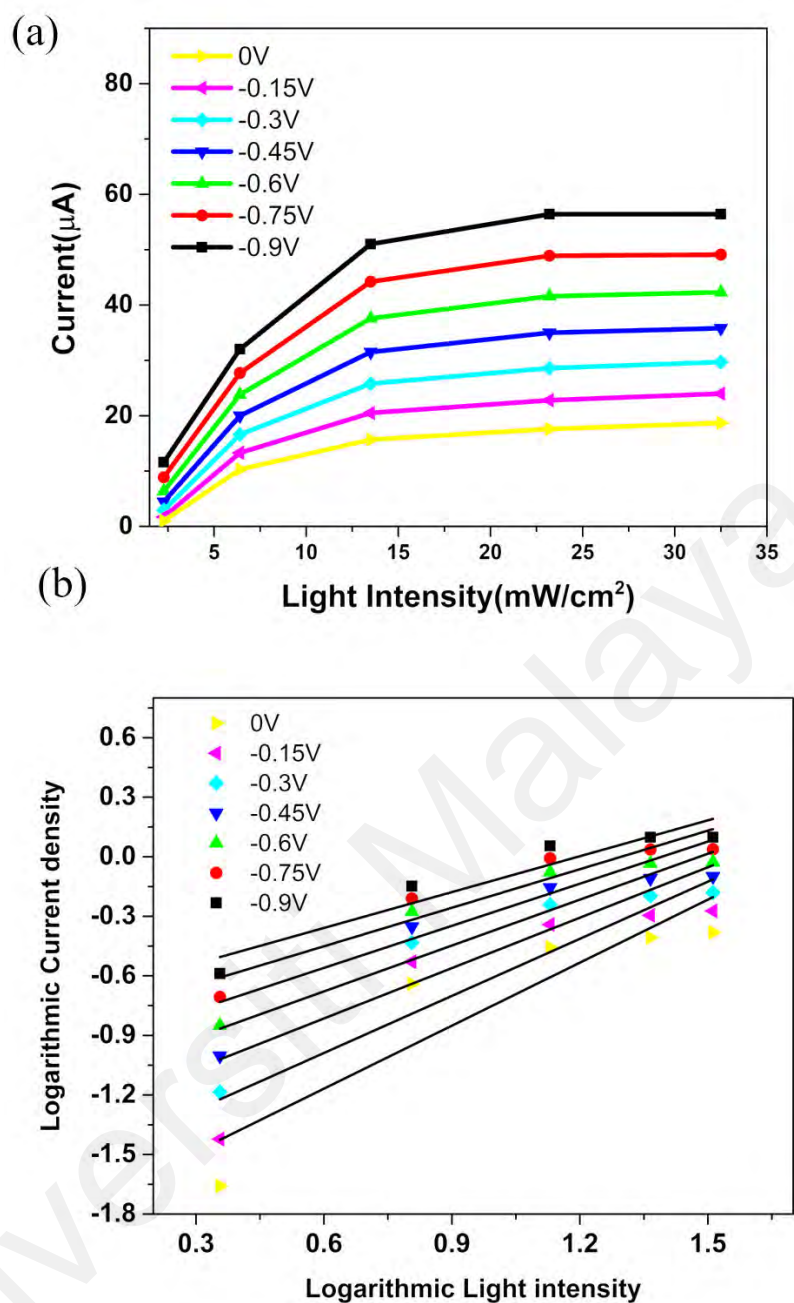 (a)
0V
-0.15V
-0.3V
-0.45V
-0.6V
-0.75V
-0.9V
80
60
40
20
0
Current(μA)
5 10 15 20 25 30 35
Light Intensity(mW/cm²)
(b)
0V
-0.15V
-0.3V
-0.45V
-0.6V
-0.75V
-0.9V
0.6
0.3
0.0
-0.3
-0.6
-0.9
-1.2
-1.5
-1.8
Logarithmic Current density
0.3 0.6 0.9 1.2 1.5
Logarithmic Light intensity
versiti Malaya